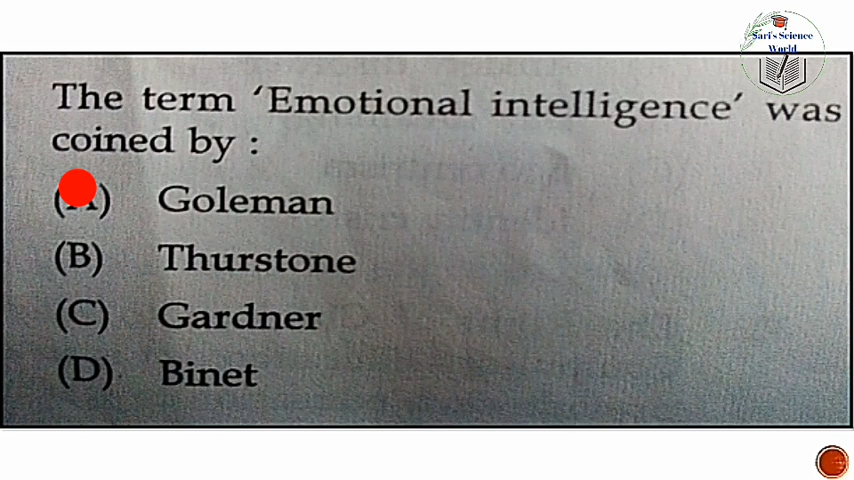 Sari's Science
World
The term ‘Emotional intelligence’ was
coined by :
(A) Goleman
(B) Thurstone
(C) Gardner
(D) Binet